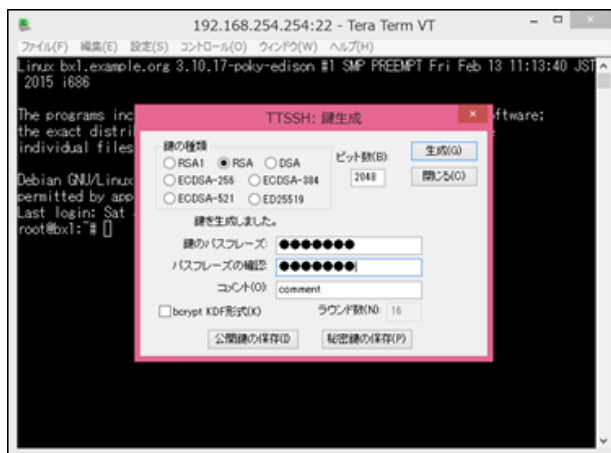 192.168.254.254:22 - Tera Term VT
ファイル(F) 編集(E) 設定(S) コントロール(O) ウィンドウ(W) ヘルプ(H)
Linux bx1.example.org 3.10.17-poky-edison #1 SMP PREEMPT Fri Feb 13 11:13:40 JST
2015 i686
The programs inc
ftware;
the exact distri
individual files
Debian GNU/Linux
permitted by app
Last login: Sat
root@bx1:~#
TTSSH: 鍵生成
鍵の種類
RSA1 RSA DSA
ECDSA-256 ECDSA-384
ECDSA-521 ED25519
ビット数(B):
2048
生成(G)
閉じる(C)
鍵を生成しました。
鍵のパスフレーズ: ●●●●●●●
パスフレーズの確認: ●●●●●●●
コメント(O): comment
bcrypt KDF形式(K) ラウンド数(N): 16
公開鍵の保存(I) 秘密鍵の保存(P)